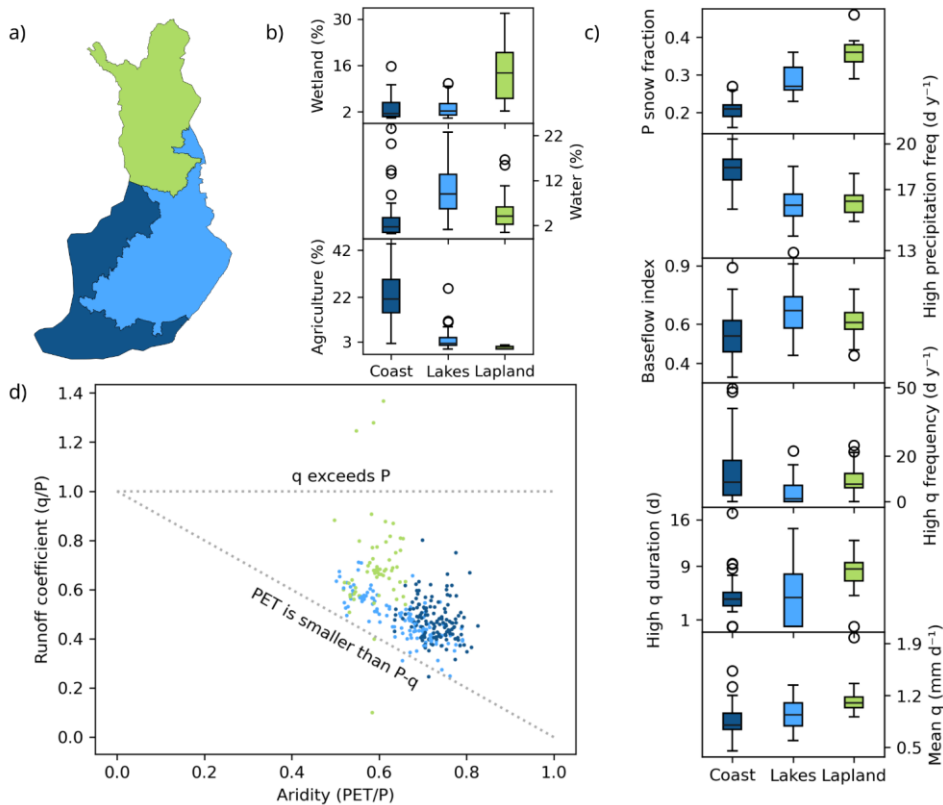 a)
b)
Wetland (%)
30
16
2
Water (%)
22
12
2
Agriculture (%)
42
22
3
Coast Lakes Lapland
c)
P snow fraction
0.4
0.3
0.2
High precipitation freq (d y⁻¹)
20
17
13
Baseflow index
0.9
0.6
0.4
High q frequency (d y⁻¹)
50
20
0
High q duration (d)
16
9
1
Mean q (mm d⁻¹)
1.9
1.2
0.5
Coast Lakes Lapland
d)
Runoff coefficient (q/P)
1.4
1.2
1.0
0.8
0.6
0.4
0.2
0.0
q exceeds P
PET is smaller than P-q
0.0 0.2 0.4 0.6 0.8 1.0
Aridity (PET/P)